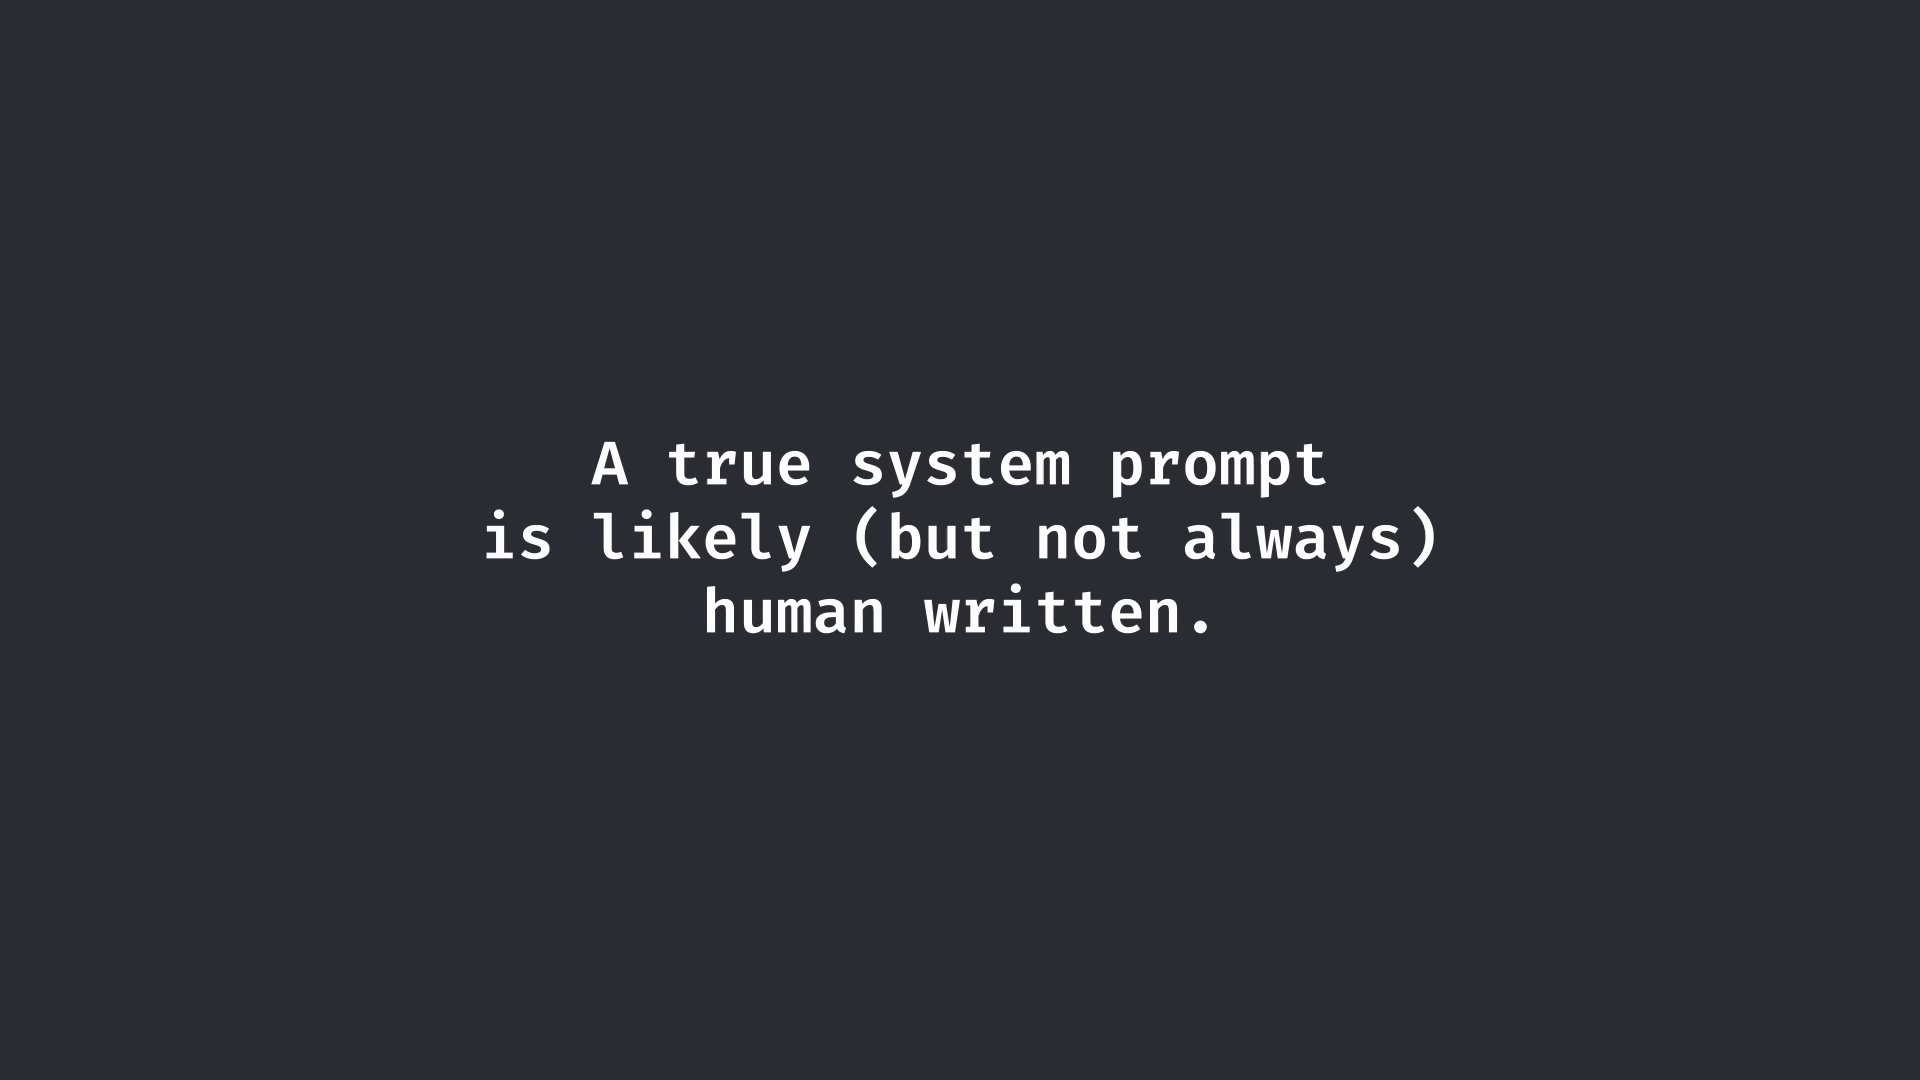 A true system prompt
is likely (but not always)
human written.